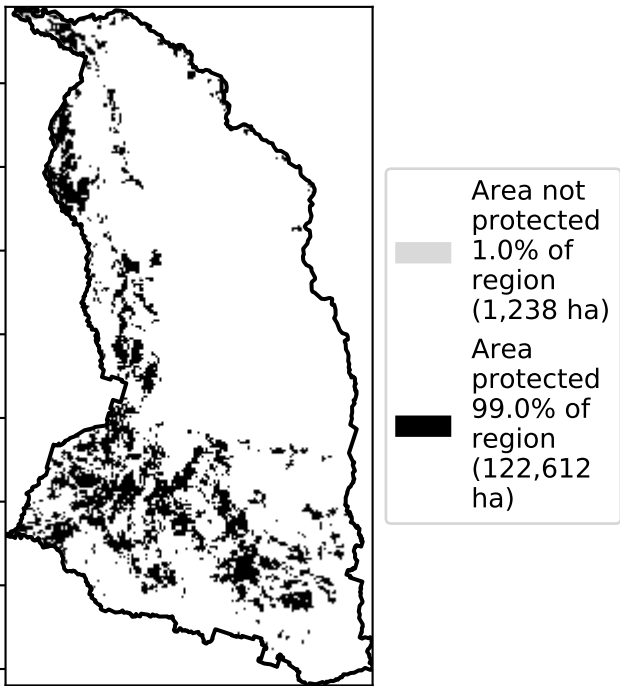 Area not
protected
1.0% of
region
(1,238 ha)
Area
protected
99.0% of
region
(122,612
ha)